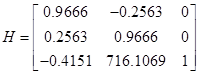 H = [ 0.9666 -0.2563 0
0.2563 0.9666 0
-0.4151 716.1069 1 ]